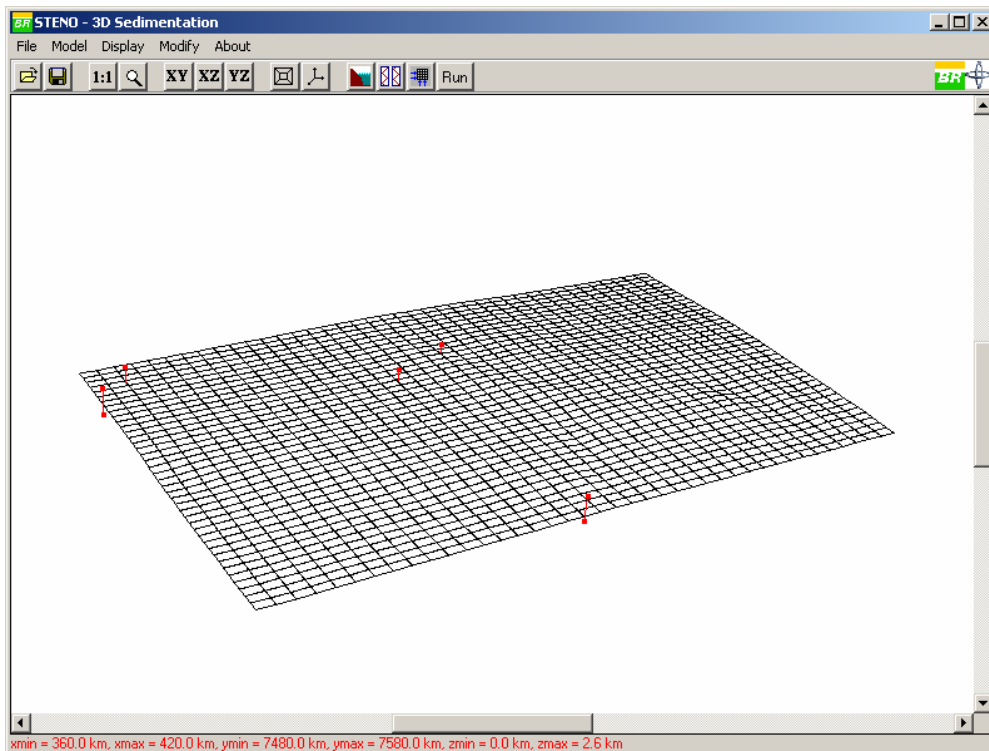 BR STENO - 3D Sedimentation
File Model Display Modify About
1:1 XY XZ YZ Run BR
xmin = 360.0 km, xmax = 420.0 km, ymin = 7480.0 km, ymax = 7580.0 km, zmin = 0.0 km, zmax = 2.6 km